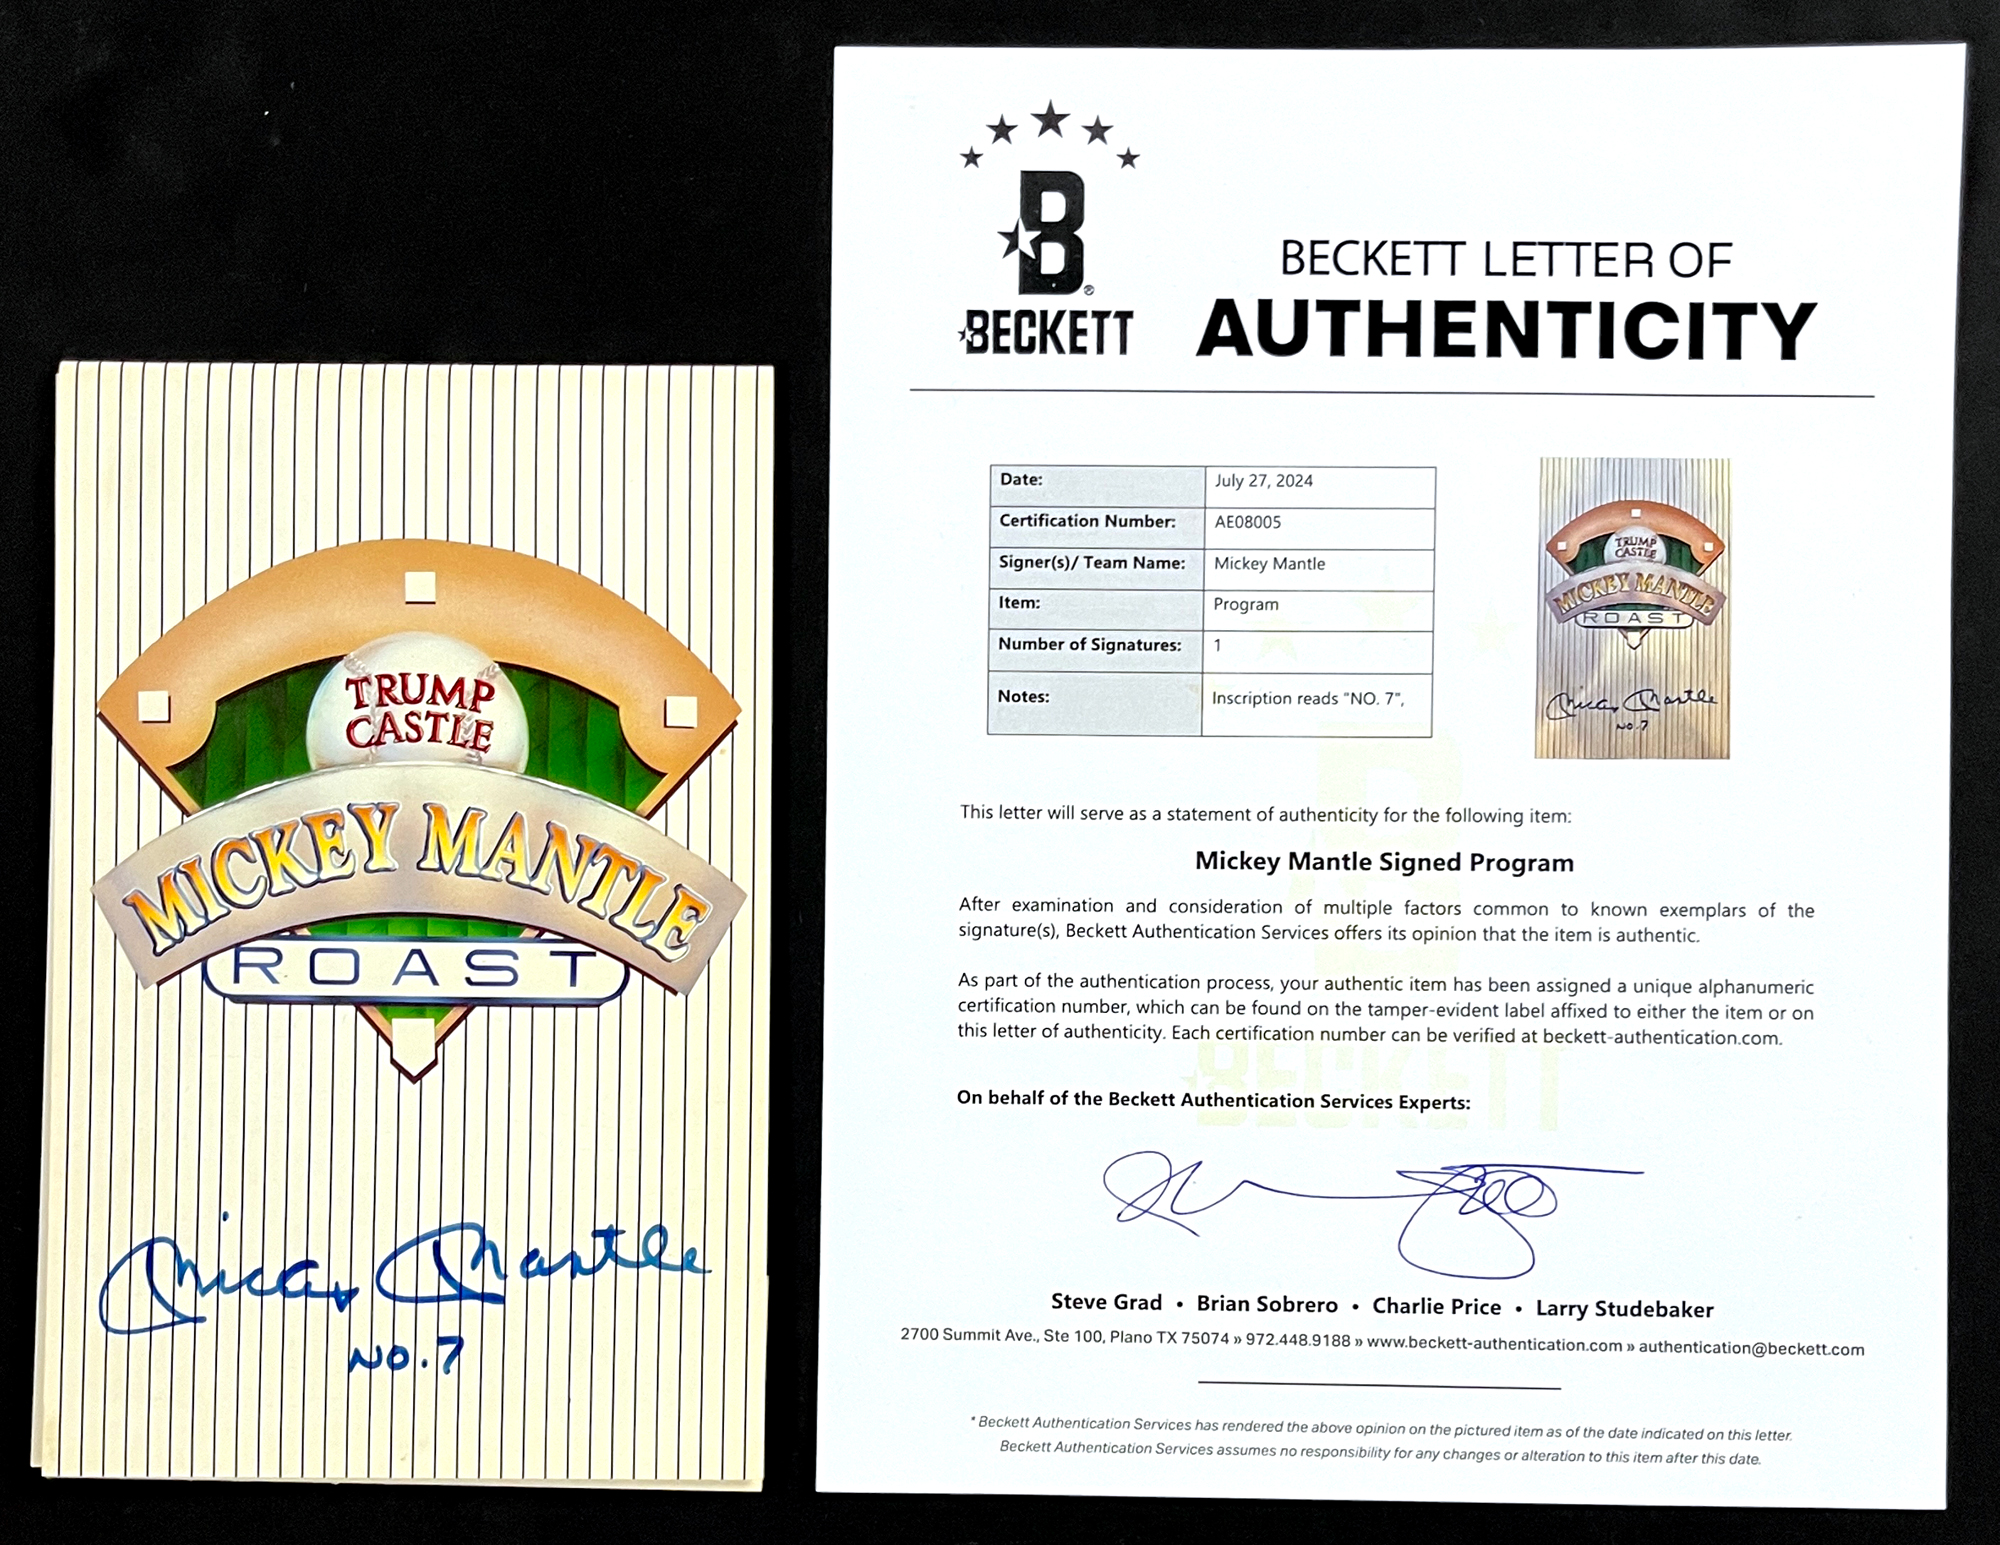 TRUMP
CASTLE
MICKEY MANTLE
ROAST
Mickey Mantle
NO. 7
B
BECKETT
BECKETT LETTER OF
AUTHENTICITY
Date: July 27, 2024
Certification Number: AE08005
Signer(s)/ Team Name: Mickey Mantle
Item: Program
Number of Signatures: 1
Notes: Inscription reads "NO. 7",
TRUMP
CASTLE
MICKEY MANTLE
ROAST
Mickey Mantle
NO. 7
This letter will serve as a statement of authenticity for the following item:
Mickey Mantle Signed Program
After examination and consideration of multiple factors common to known exemplars of the
signature(s), Beckett Authentication Services offers its opinion that the item is authentic.
As part of the authentication process, your authentic item has been assigned a unique alphanumeric
certification number, which can be found on the tamper-evident label affixed to either the item or on
this letter of authenticity. Each certification number can be verified at beckett-authentication.com.
BECKETT
On behalf of the Beckett Authentication Services Experts:
Steve Grad • Brian Sobrero • Charlie Price • Larry Studebaker
2700 Summit Ave., Ste 100, Plano TX 75074 » 972.448.9188 » www.beckett-authentication.com » authentication@beckett.com
* Beckett Authentication Services has rendered the above opinion on the pictured item as of the date indicated on this letter.
Beckett Authentication Services assumes no responsibility for any changes or alteration to this item after this date.